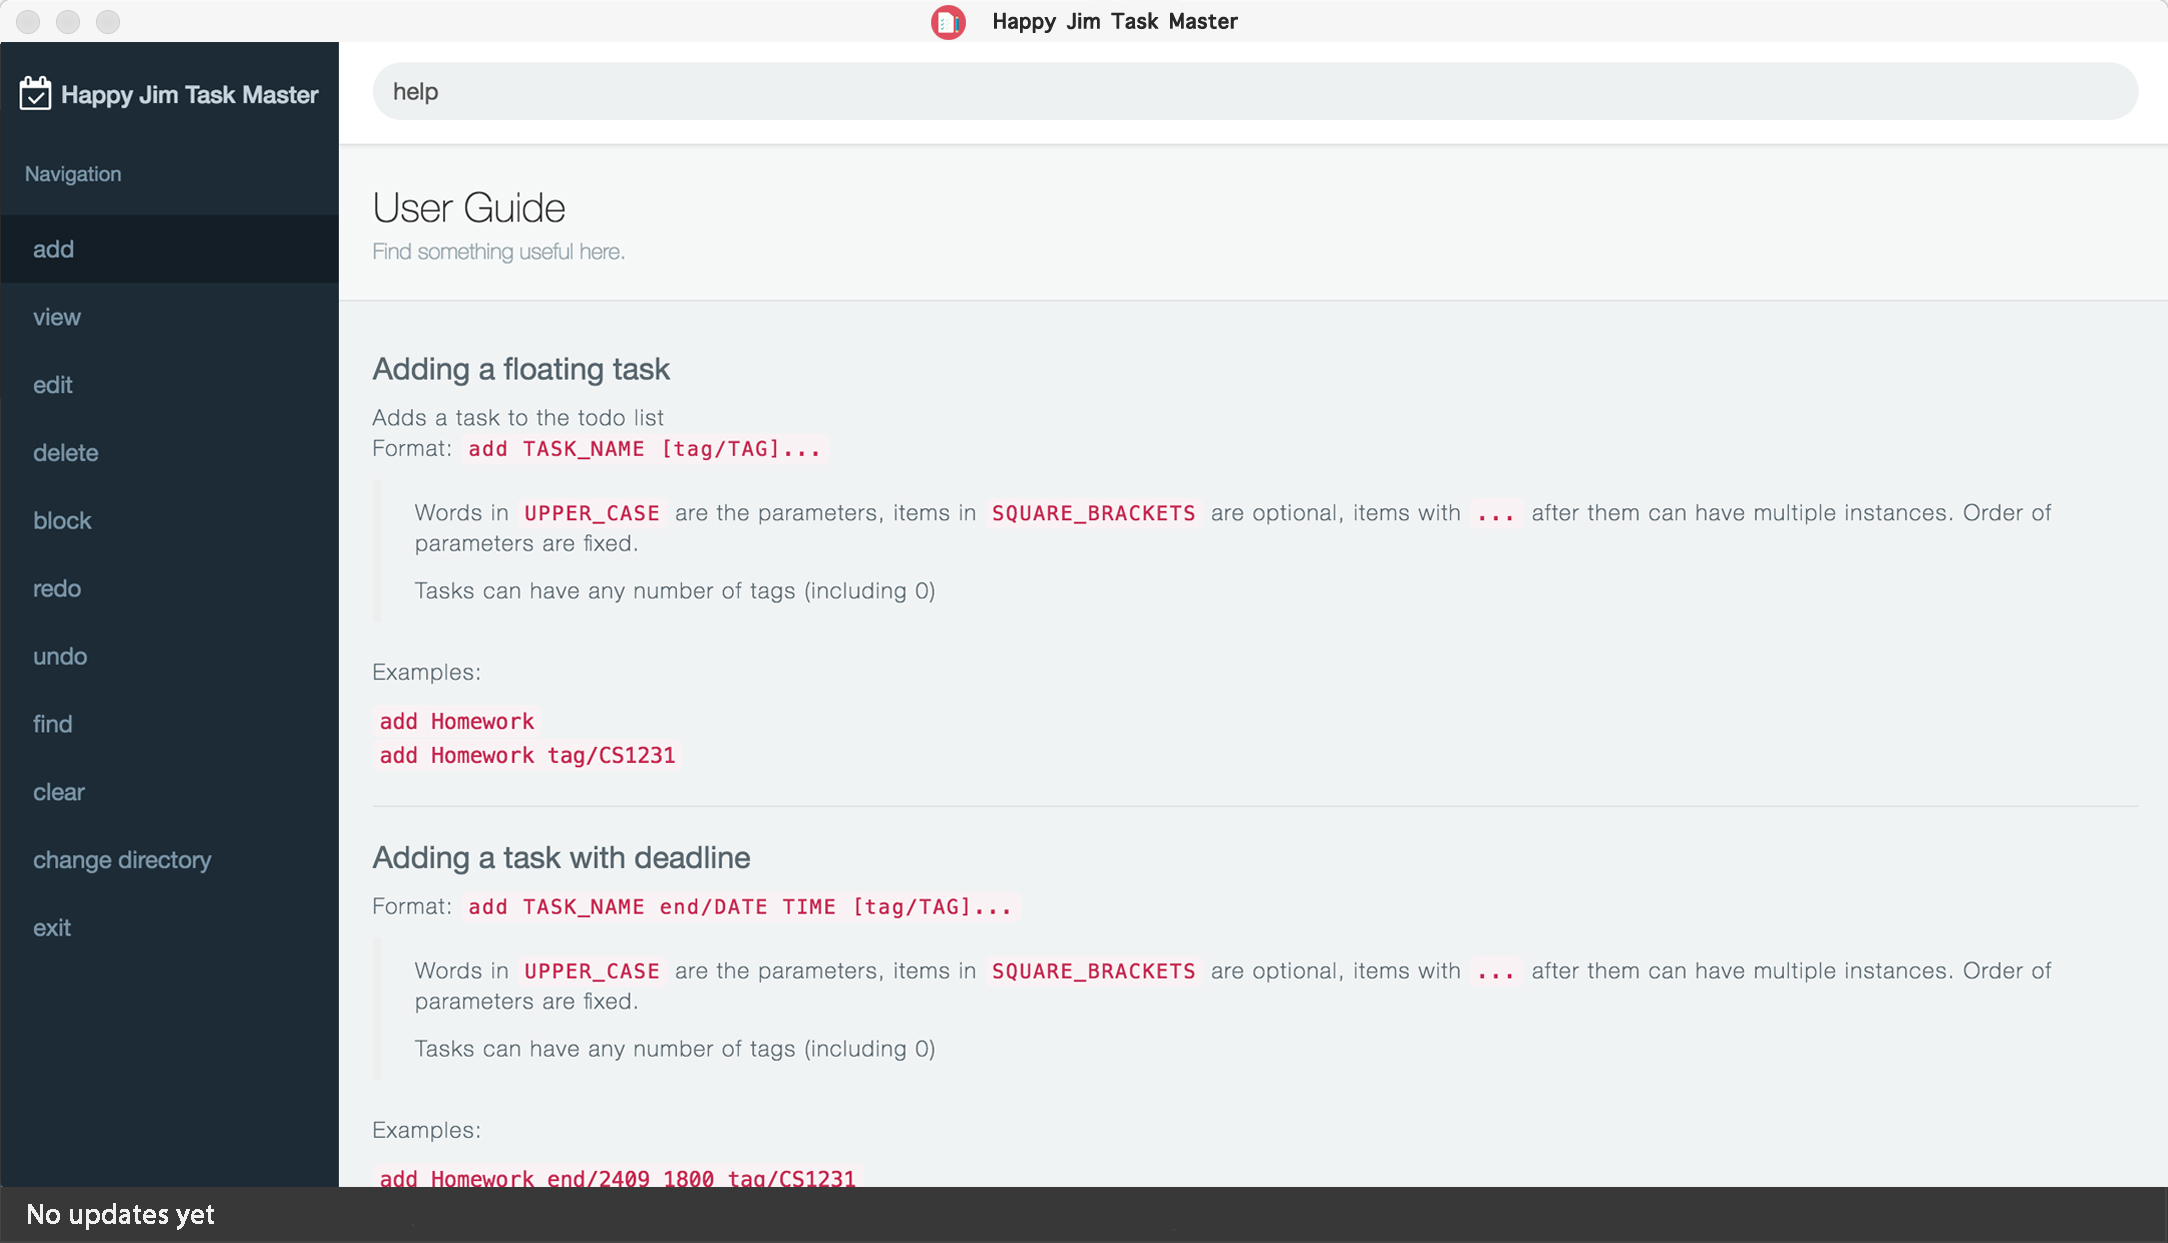 Happy Jim Task Master
Happy Jim Task Master
Navigation
add
view
edit
delete
block
redo
undo
find
clear
change directory
exit
help
User Guide
Find something useful here.
Adding a floating task
Adds a task to the todo list
Format: add TASK_NAME [tag/TAG]...
Words in UPPER_CASE are the parameters, items in SQUARE_BRACKETS are optional, items with ... after them can have multiple instances. Order of
parameters are fixed.
Tasks can have any number of tags (including 0)
Examples:
add Homework
add Homework tag/CS1231
Adding a task with deadline
Format: add TASK_NAME end/DATE TIME [tag/TAG]...
Words in UPPER_CASE are the parameters, items in SQUARE_BRACKETS are optional, items with ... after them can have multiple instances. Order of
parameters are fixed.
Tasks can have any number of tags (including 0)
Examples:
add Homework end/2409 1800 tag/CS1231
No updates yet